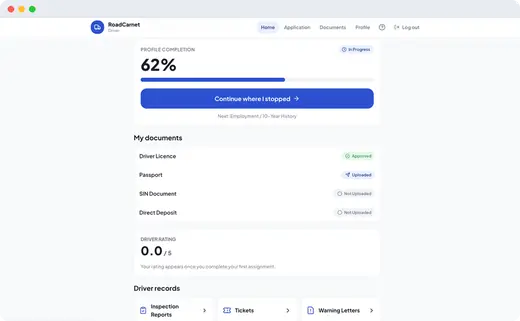 RoadCarnet
Driver
Home
Application
Documents
Profile
Log out
PROFILE COMPLETION
In Progress
62%
Continue where I stopped →
Next: Employment / 10-Year History
My documents
Driver Licence
Approved
Passport
Uploaded
SIN Document
Not Uploaded
Direct Deposit
Not Uploaded
DRIVER RATING
0.0 / 5
Your rating appears once you complete your first assignment.
Driver records
Inspection
Reports
Tickets
Warning Letters